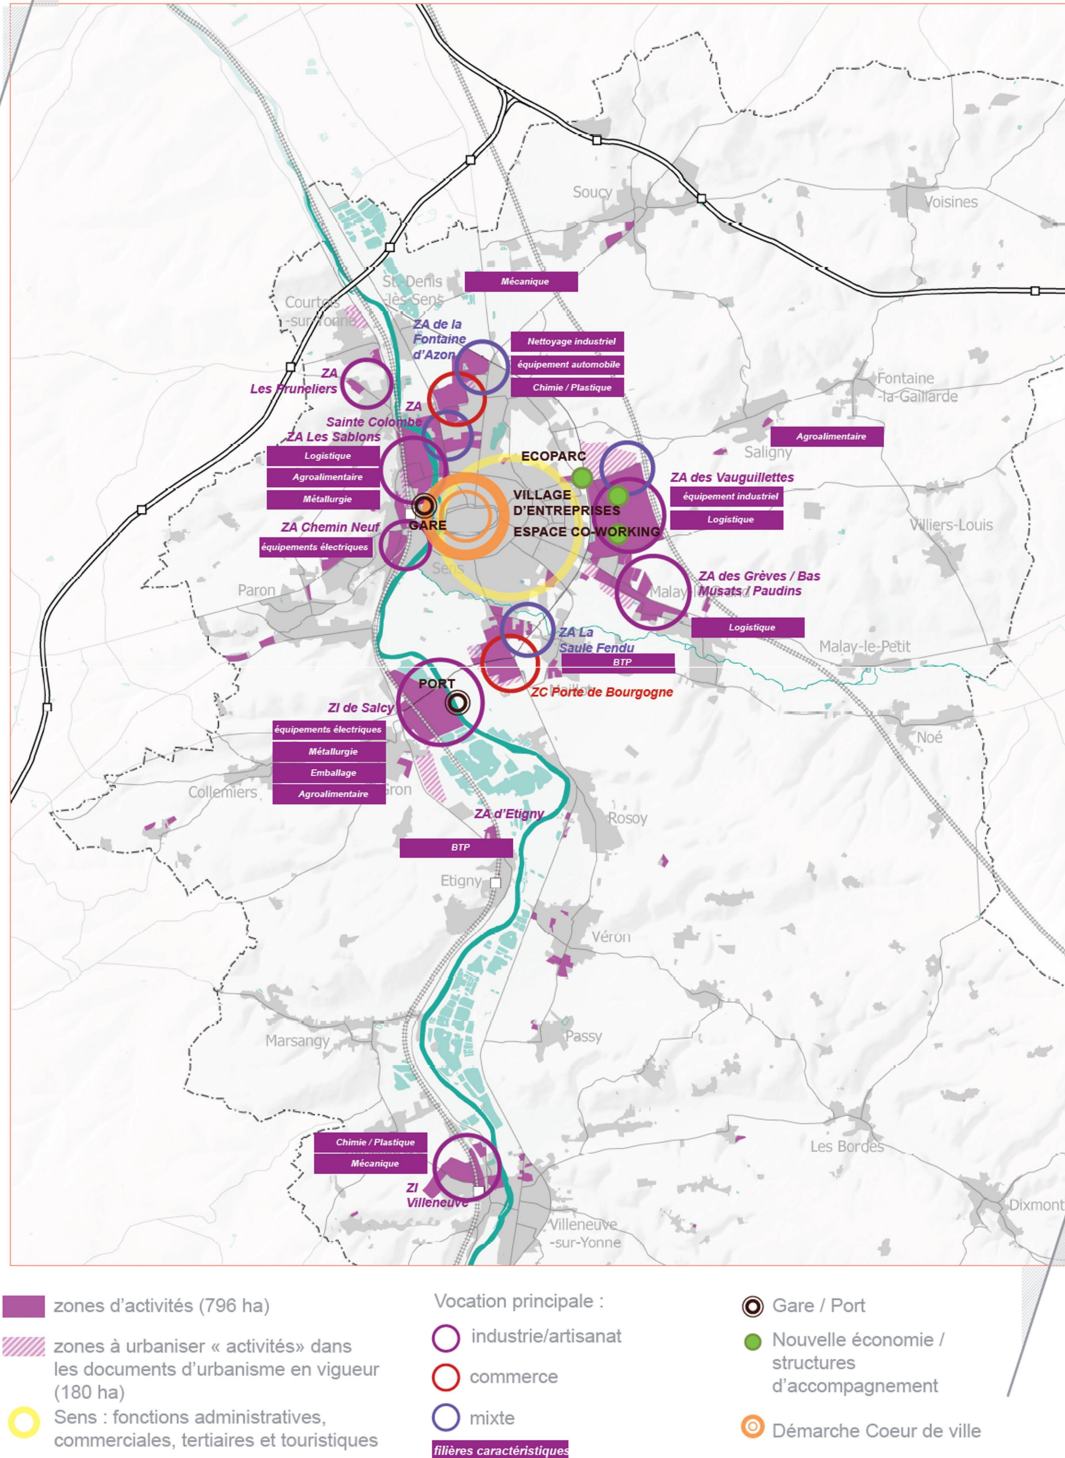 Soucy
Voisines
Mécanique
St-Denis
-lès Sens
Courtois
-sur-Yonne
ZA de la
Fontaine
d'Azon
Nettoyage industriel
équipement automobile
Chimie / Plastique
ZA
Les Pruneliers
Fontaine
-la-Gaillarde
ZA
Sainte Colombe
ZA Les Sablons
Agroalimentaire
Saligny
Logistique
Agroalimentaire
Métallurgie
ECOPARC
ZA des Vauguillettes
équipement industriel
Logistique
VILLAGE
D'ENTREPRISES
ESPACE CO-WORKING
GARE
ZA Chemin Neuf
équipements électriques
Villiers-Louis
Sens
Paron
ZA des Grèves / Bas
Musats / Paudins
Logistique
ZA La
Saule Fendu
BTP
Malay-le-Petit
ZC Porte de Bourgogne
PORT
ZI de Salcy
équipements électriques
Métallurgie
Emballage
Agroalimentaire
Noé
Collemiers
Gron
ZA d'Etigny
Rosoy
BTP
Etigny
Véron
Marsangy
Passy
Chimie / Plastique
Mécanique
ZI
Villeneuve
Les Bordes
Dixmont
Villeneuve
-sur-Yonne
zones d'activités (796 ha)
zones à urbaniser « activités» dans
les documents d'urbanisme en vigueur
(180 ha)
Sens : fonctions administratives,
commerciales, tertiaires et touristiques
Vocation principale :
industrie/artisanat
commerce
mixte
filières caractéristiques
Gare / Port
Nouvelle économie /
structures
d'accompagnement
Démarche Coeur de ville